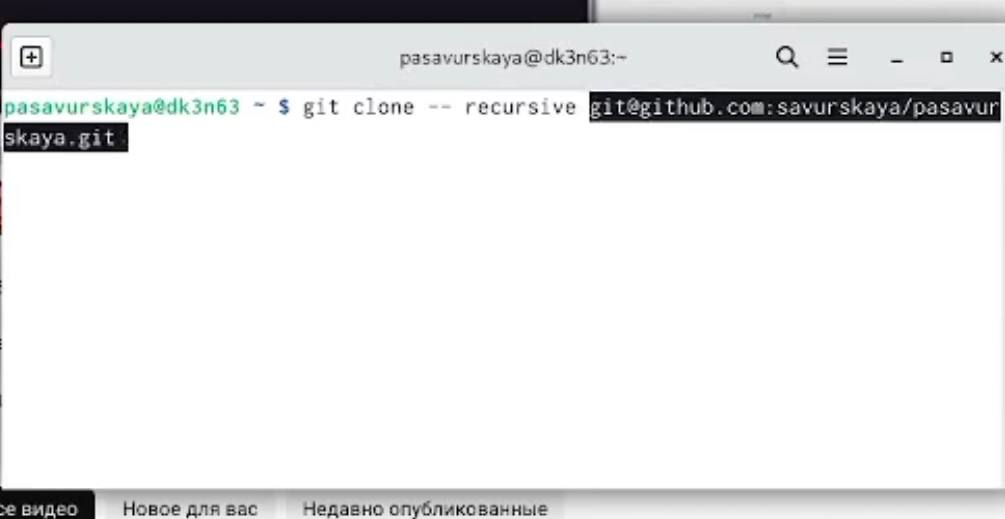 pasavurskaya@dk3n63:~
pasavurskaya@dk3n63 ~ $ git clone -- recursive git@github.com:savurskaya/pasavur
skaya.git
се видео
Новое для вас
Недавно опубликованные